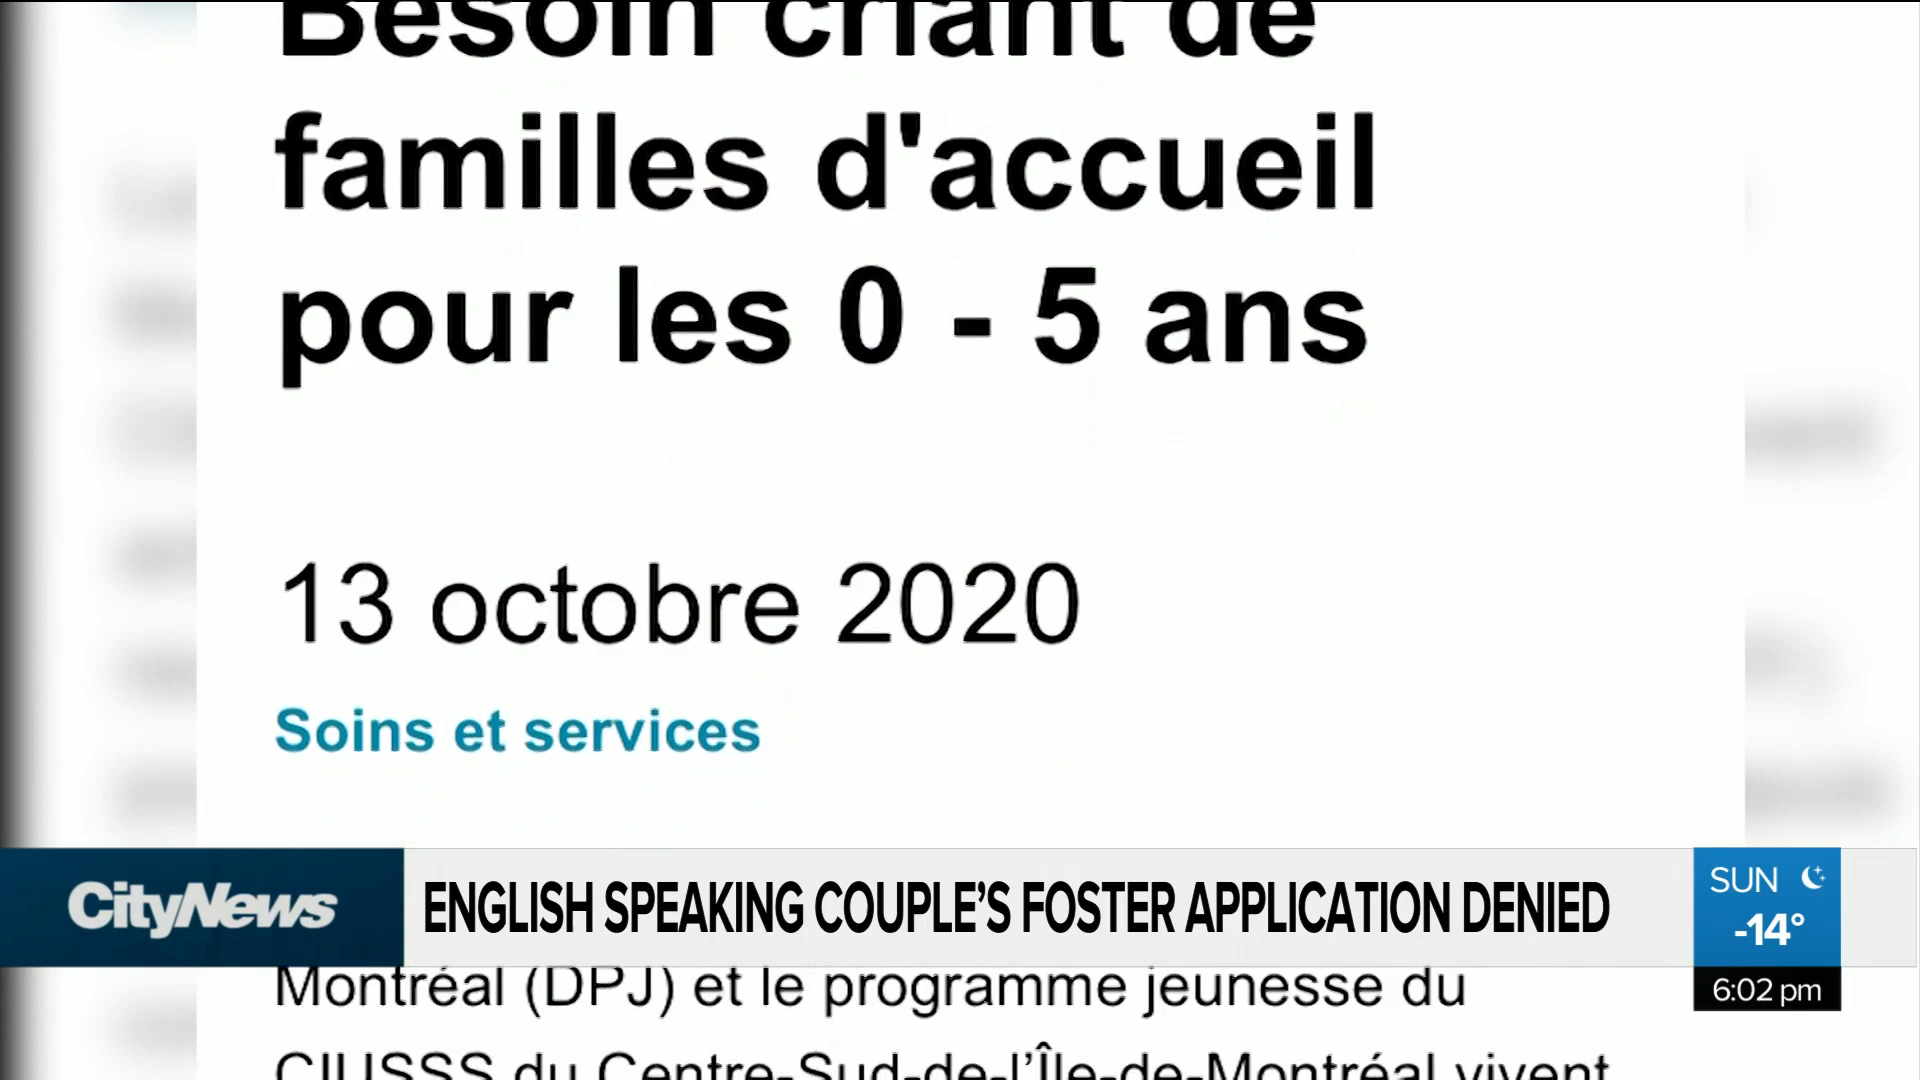 Besoin criant de
familles d'accueil
pour les 0 - 5 ans
13 octobre 2020
Soins et services
CityNews
ENGLISH SPEAKING COUPLE'S FOSTER APPLICATION DENIED
SUN
-14°
6:02 pm
Montréal (DPJ) et le programme jeunesse du
CIUSSS du Centre-Sud-de-l'Île-de-Montréal vivent